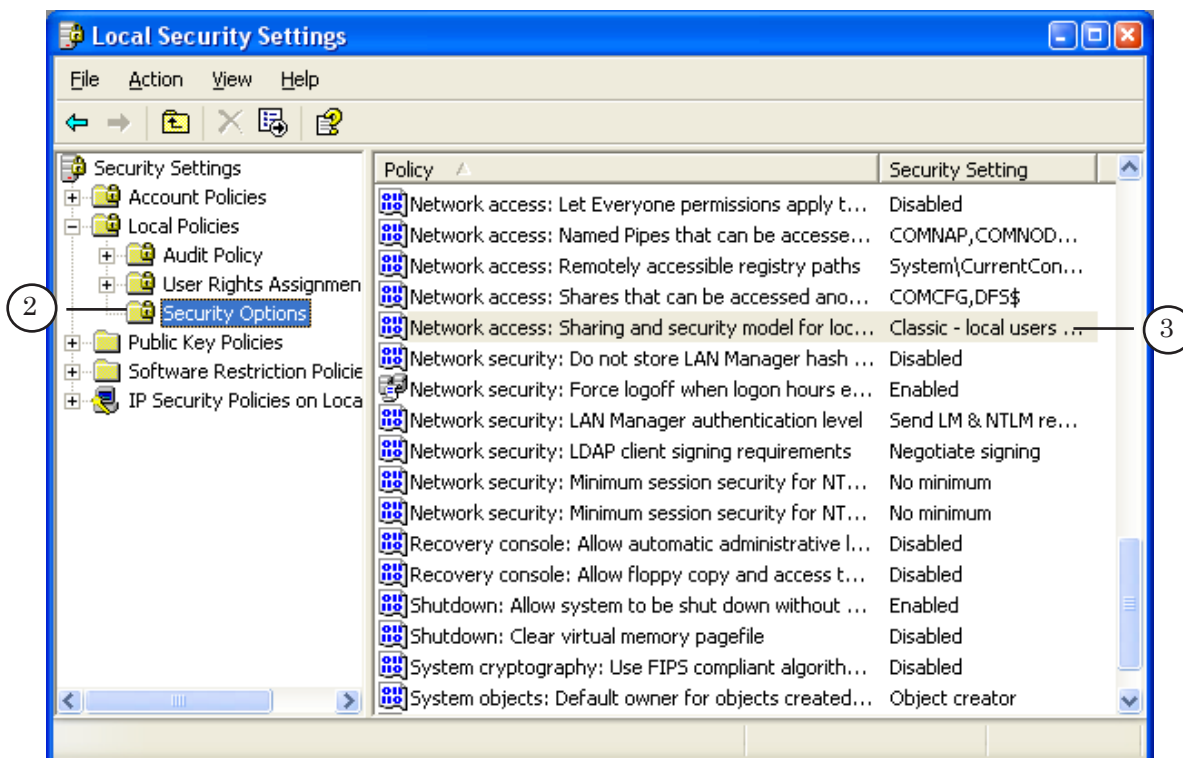 Local Security Settings
File Action View Help
Security Settings
Account Policies
Local Policies
Audit Policy
User Rights Assignmen
2
Security Options
Public Key Policies
Software Restriction Policie
IP Security Policies on Loca
Policy Security Setting
Network access: Let Everyone permissions apply t... Disabled
Network access: Named Pipes that can be accesse... COMNAP,COMNOD...
Network access: Remotely accessible registry paths System\CurrentCon...
Network access: Shares that can be accessed ano... COMCFG,DFS$
Network access: Sharing and security model for loc... Classic - local users ...
3
Network security: Do not store LAN Manager hash ... Disabled
Network security: Force logoff when logon hours e... Enabled
Network security: LAN Manager authentication level Send LM & NTLM re...
Network security: LDAP client signing requirements Negotiate signing
Network security: Minimum session security for NT... No minimum
Network security: Minimum session security for NT... No minimum
Recovery console: Allow automatic administrative l... Disabled
Recovery console: Allow floppy copy and access t... Disabled
Shutdown: Allow system to be shut down without ... Enabled
Shutdown: Clear virtual memory pagefile Disabled
System cryptography: Use FIPS compliant algorith... Disabled
System objects: Default owner for objects created... Object creator